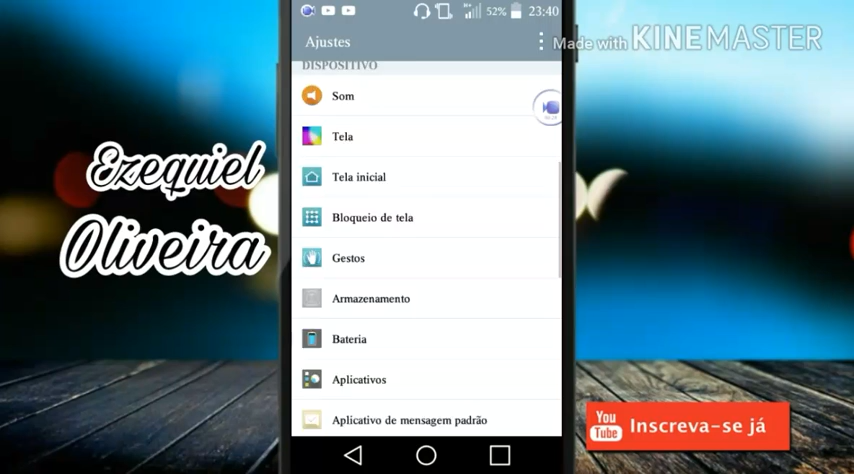 52% 23:40
Ajustes
Made with KINEMASTER
DISPOSITIVO
Som
Tela
Tela inicial
Bloqueio de tela
Gestos
Armazenamento
Bateria
Aplicativos
Aplicativo de mensagem padrão
Ezequiel
Oliveira
You
Tube
Inscreva-se já